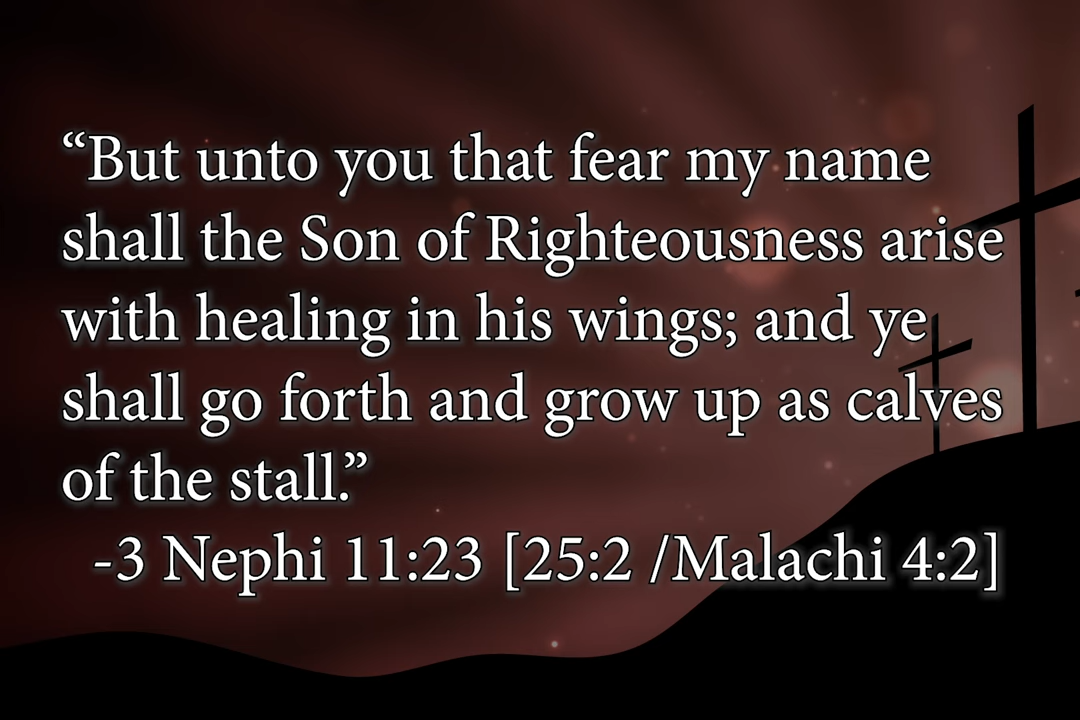 “But unto you that fear my name
shall the Son of Righteousness arise
with healing in his wings; and ye
shall go forth and grow up as calves
of the stall.”
-3 Nephi 11:23 [25:2 /Malachi 4:2]